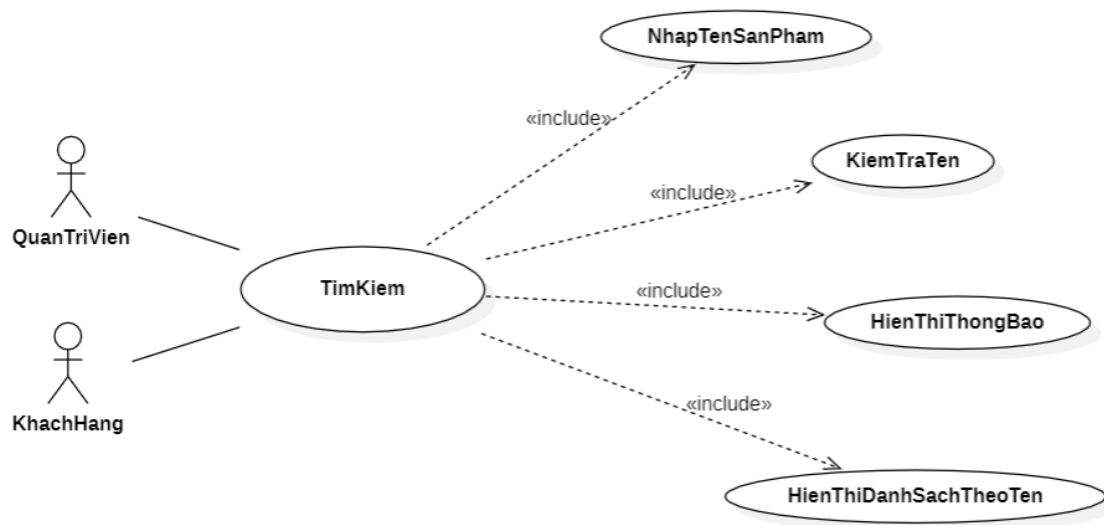 NhapTenSanPham
«include»
KiemTraTen
«include»
QuanTriVien
TimKiem
«include»
HienThiThongBao
KhachHang
«include»
HienThiDanhSachTheoTen